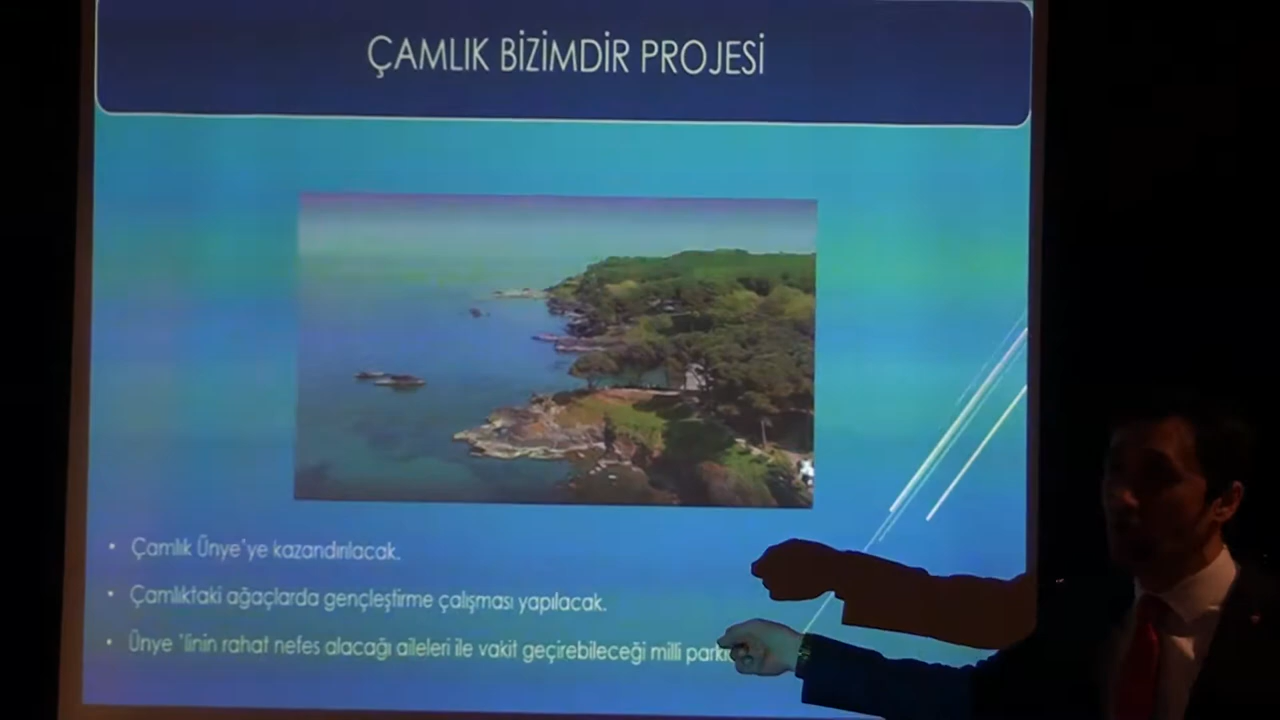 ÇAMLIK BİZİMDİR PROJESİ
• Çamlık Ünye'ye kazandırılacak.
• Çamlıktaki ağaçlarda gençleştirme çalışması yapılacak.
• Ünye 'linin rahat nefes alacağı aileleri ile vakit geçirebileceği milli